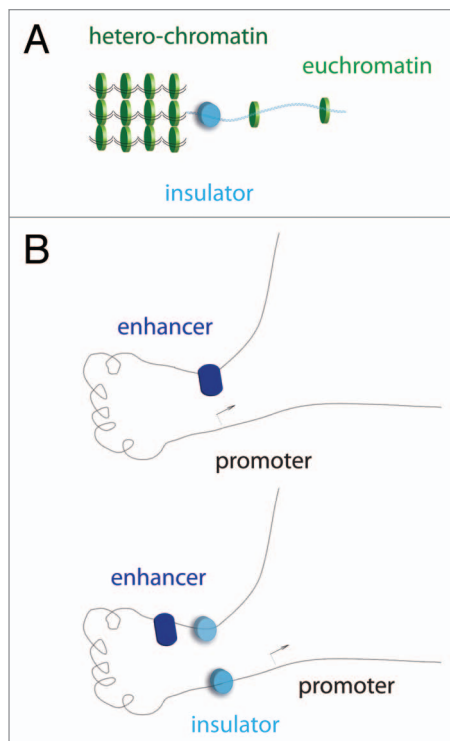 A
hetero-chromatin
euchromatin
insulator
B
enhancer
promoter
enhancer
promoter
insulator